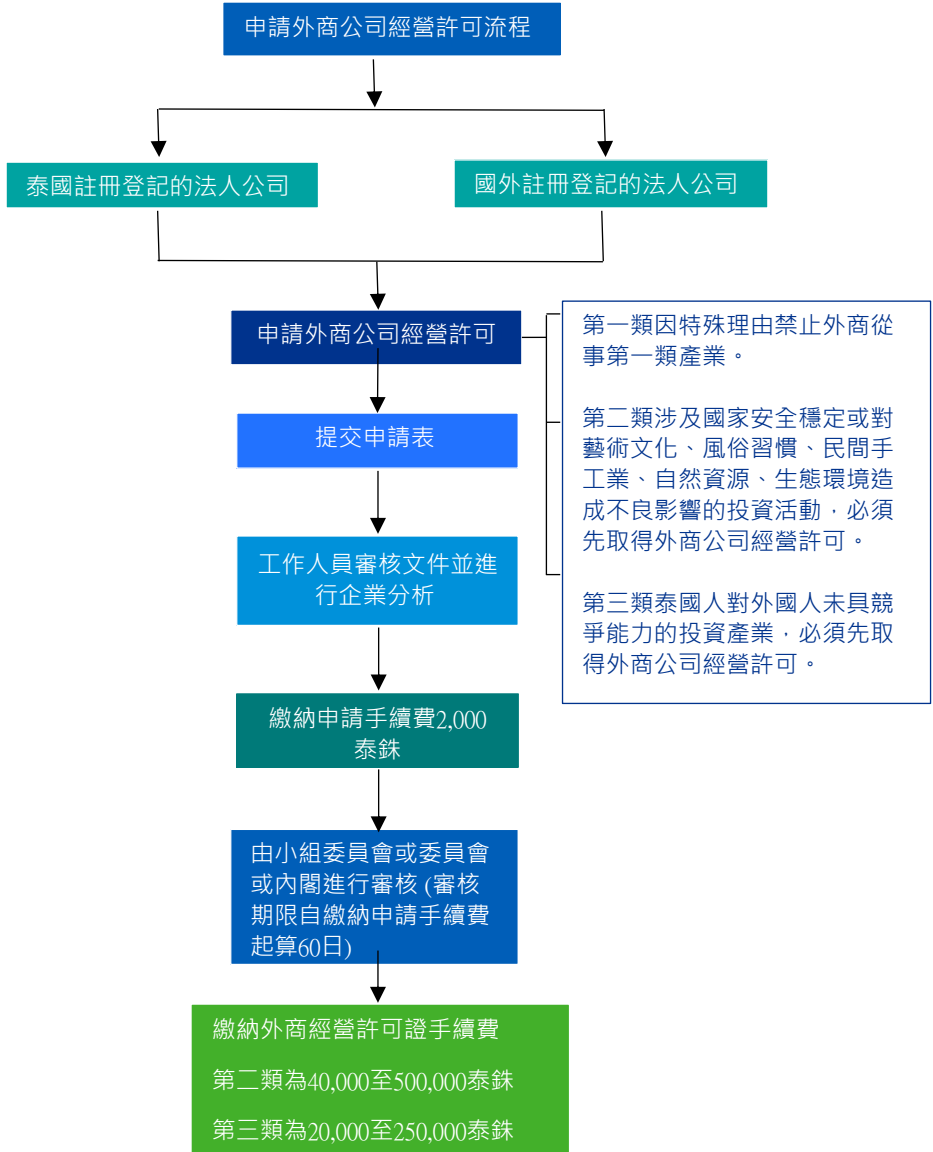 申請外商公司經營許可流程
泰國註冊登記的法人公司
國外註冊登記的法人公司
申請外商公司經營許可
第一類因特殊理由禁止外商從
事第一類產業。
第二類涉及國家安全穩定或對
藝術文化、風俗習慣、民間手
工業、自然資源、生態環境造
成不良影響的投資活動，必須
先取得外商公司經營許可。
第三類泰國人對外國人未具競
爭能力的投資產業，必須先取
得外商公司經營許可。
提交申請表
工作人員審核文件並進
行企業分析
繳納申請手續費2,000
泰銖
由小組委員會或委員會
或內閣進行審核 (審核
期限自繳納申請手續費
起算60日)
繳納外商經營許可證手續費
第二類為40,000至500,000泰銖
第三類為20,000至250,000泰銖